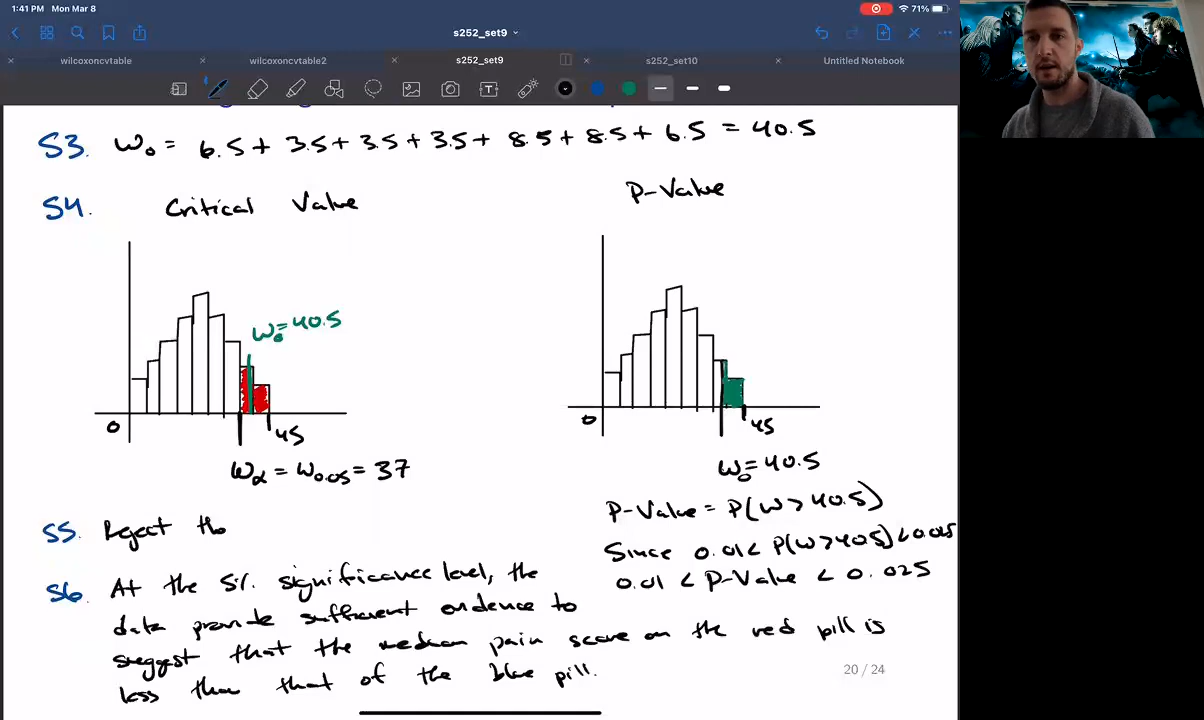 1:41 PM Mon Mar 8
71%
s252_set9
wilcoxoncvtable
wilcoxoncvtable2
s252_set9
s252_set10
Untitled Notebook
S3. W₀ = 6.5 + 3.5 + 3.5 + 3.5 + 8.5 + 8.5 + 6.5 = 40.5
S4. Critical Value
P-Value
W₀ = 40.5
0
45
Wα = W0.05 = 37
0
45
W₀ = 40.5
P-Value = P(W > 40.5)
Since 0.01 < P(W > 40.5) < 0.025
0.01 < P-Value < 0.025
S5. Reject Ho
S6. At the 5% significance level, the
data provide sufficient evidence to
suggest that the median pain score on the red pill is
less than that of the blue pill.
20 / 24